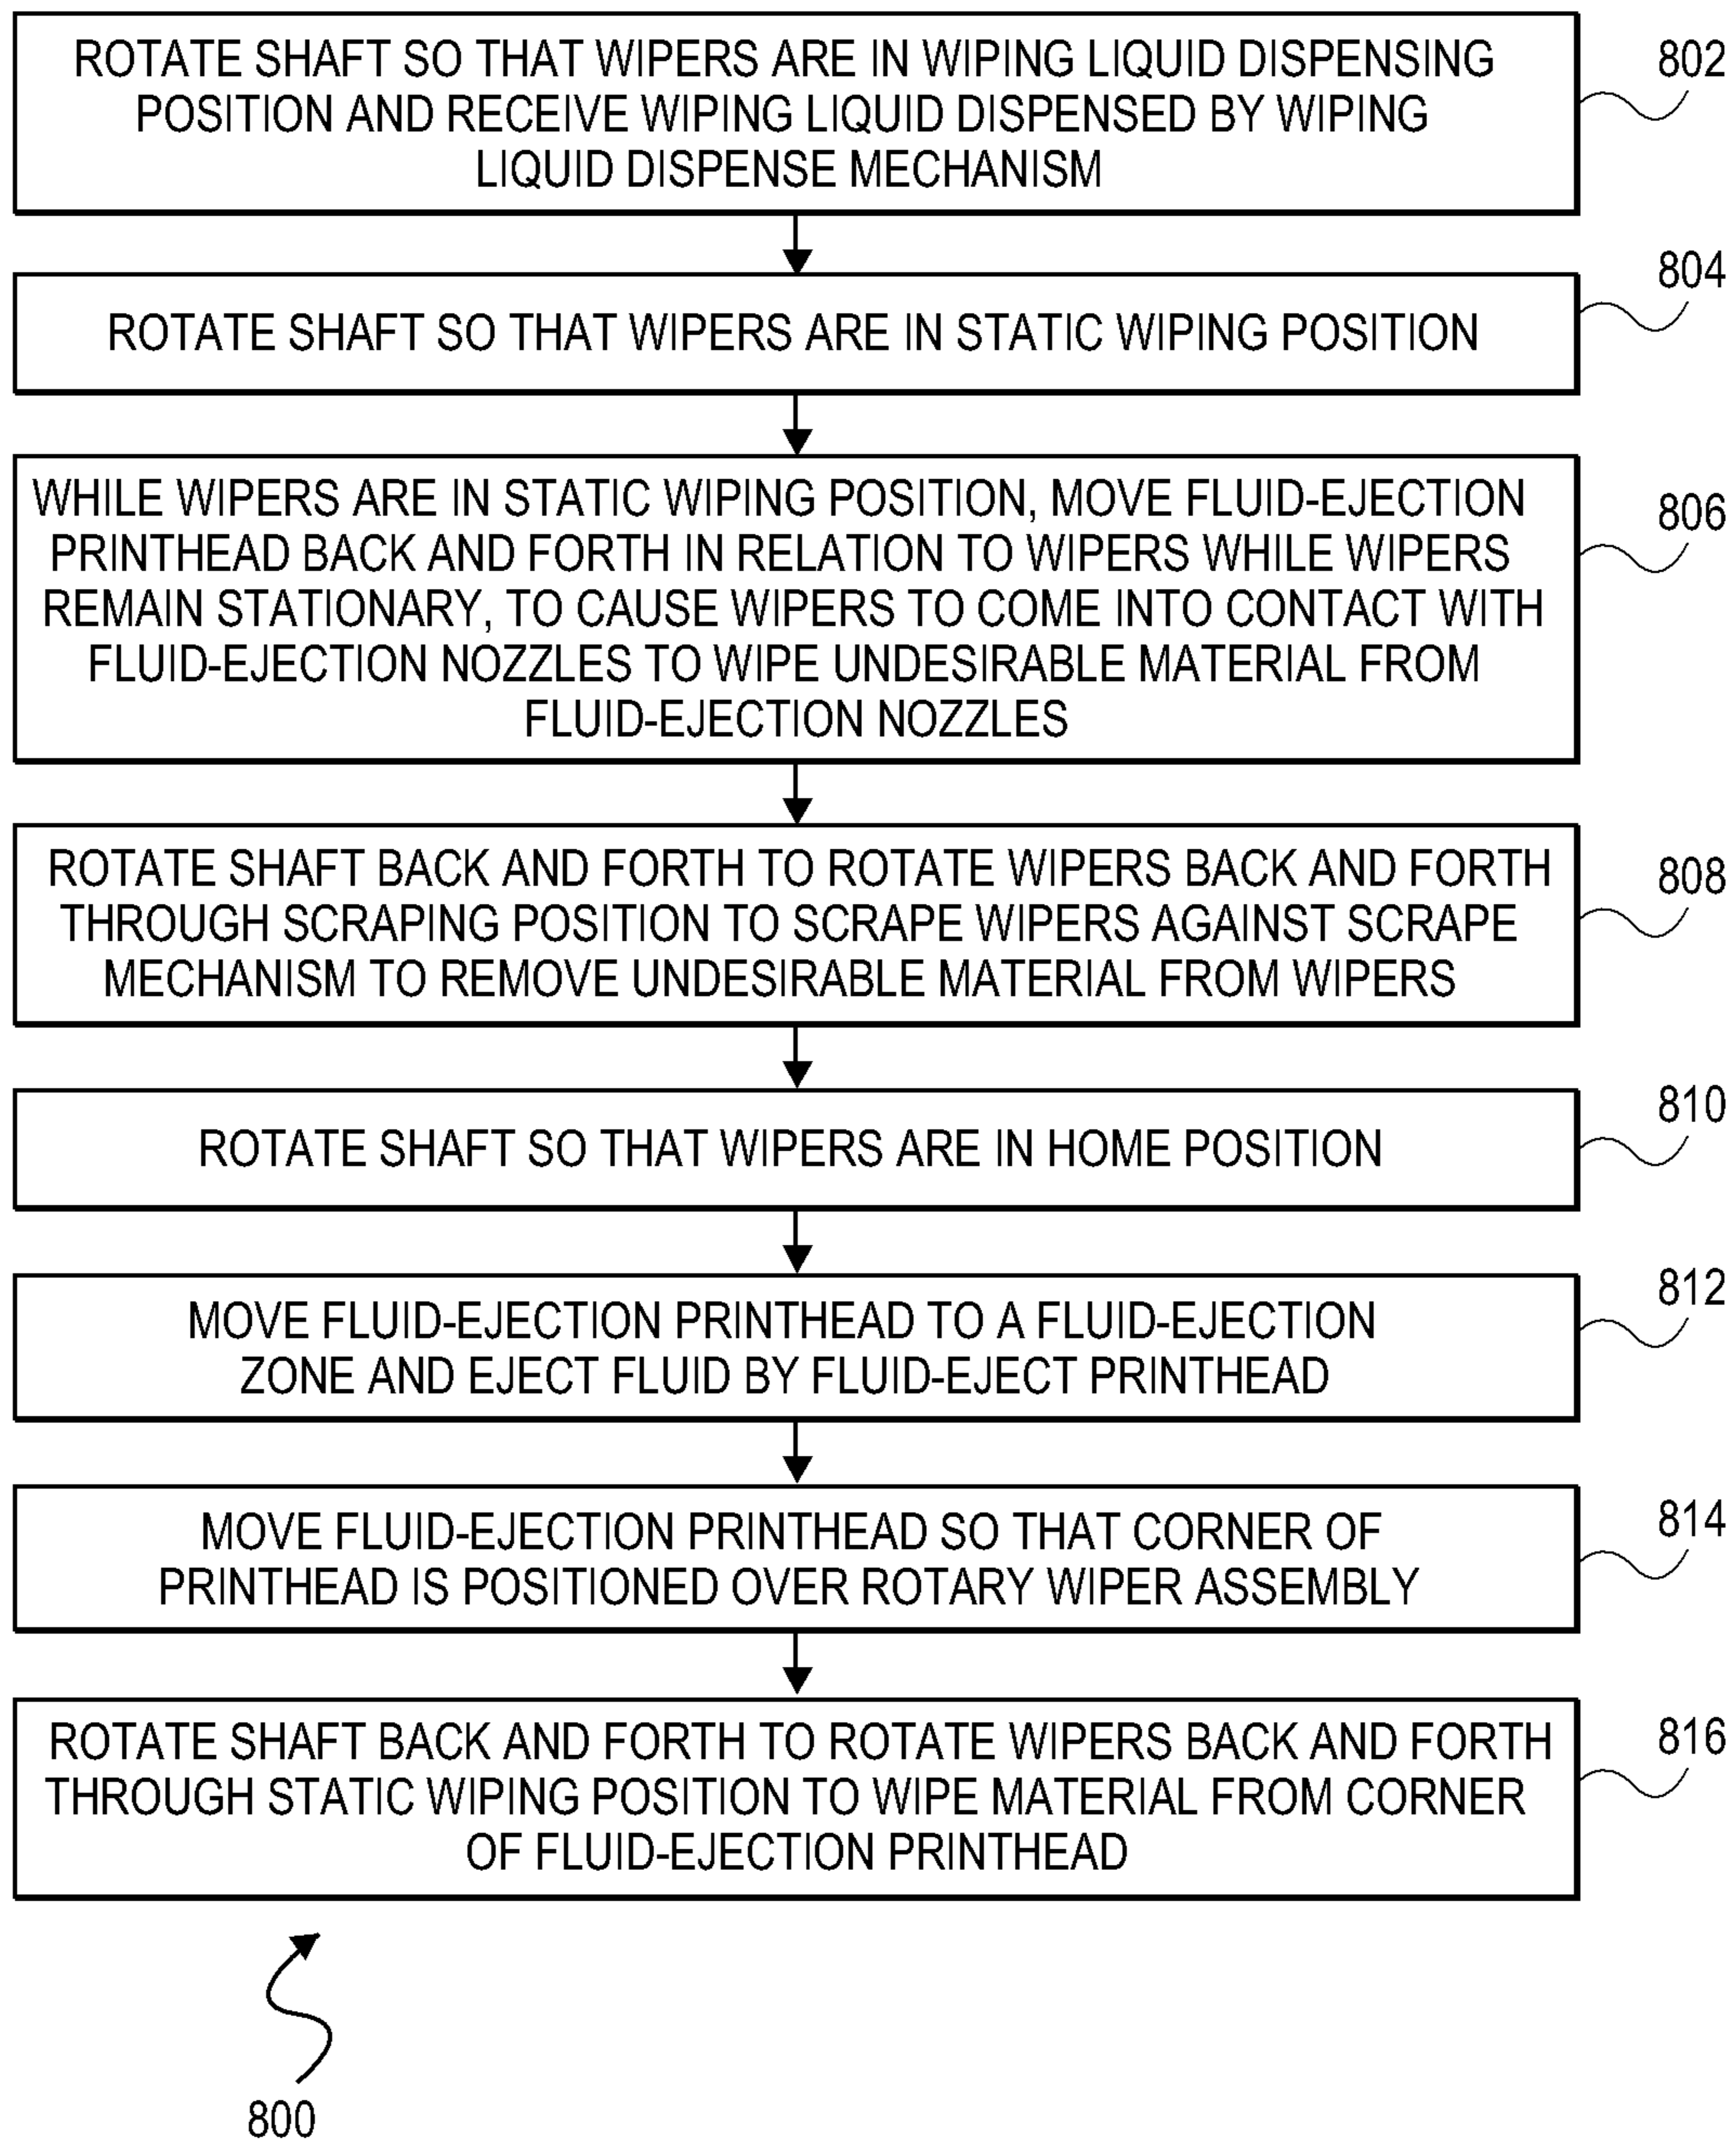 ROTATE SHAFT SO THAT WIPERS ARE IN WIPING LIQUID DISPENSING
POSITION AND RECEIVE WIPING LIQUID DISPENSED BY WIPING
LIQUID DISPENSE MECHANISM
802
ROTATE SHAFT SO THAT WIPERS ARE IN STATIC WIPING POSITION
804
WHILE WIPERS ARE IN STATIC WIPING POSITION, MOVE FLUID-EJECTION
PRINTHEAD BACK AND FORTH IN RELATION TO WIPERS WHILE WIPERS
REMAIN STATIONARY, TO CAUSE WIPERS TO COME INTO CONTACT WITH
FLUID-EJECTION NOZZLES TO WIPE UNDESIRABLE MATERIAL FROM
FLUID-EJECTION NOZZLES
806
ROTATE SHAFT BACK AND FORTH TO ROTATE WIPERS BACK AND FORTH
THROUGH SCRAPING POSITION TO SCRAPE WIPERS AGAINST SCRAPE
MECHANISM TO REMOVE UNDESIRABLE MATERIAL FROM WIPERS
808
ROTATE SHAFT SO THAT WIPERS ARE IN HOME POSITION
810
MOVE FLUID-EJECTION PRINTHEAD TO A FLUID-EJECTION
ZONE AND EJECT FLUID BY FLUID-EJECT PRINTHEAD
812
MOVE FLUID-EJECTION PRINTHEAD SO THAT CORNER OF
PRINTHEAD IS POSITIONED OVER ROTARY WIPER ASSEMBLY
814
ROTATE SHAFT BACK AND FORTH TO ROTATE WIPERS BACK AND FORTH
THROUGH STATIC WIPING POSITION TO WIPE MATERIAL FROM CORNER
OF FLUID-EJECTION PRINTHEAD
816
800